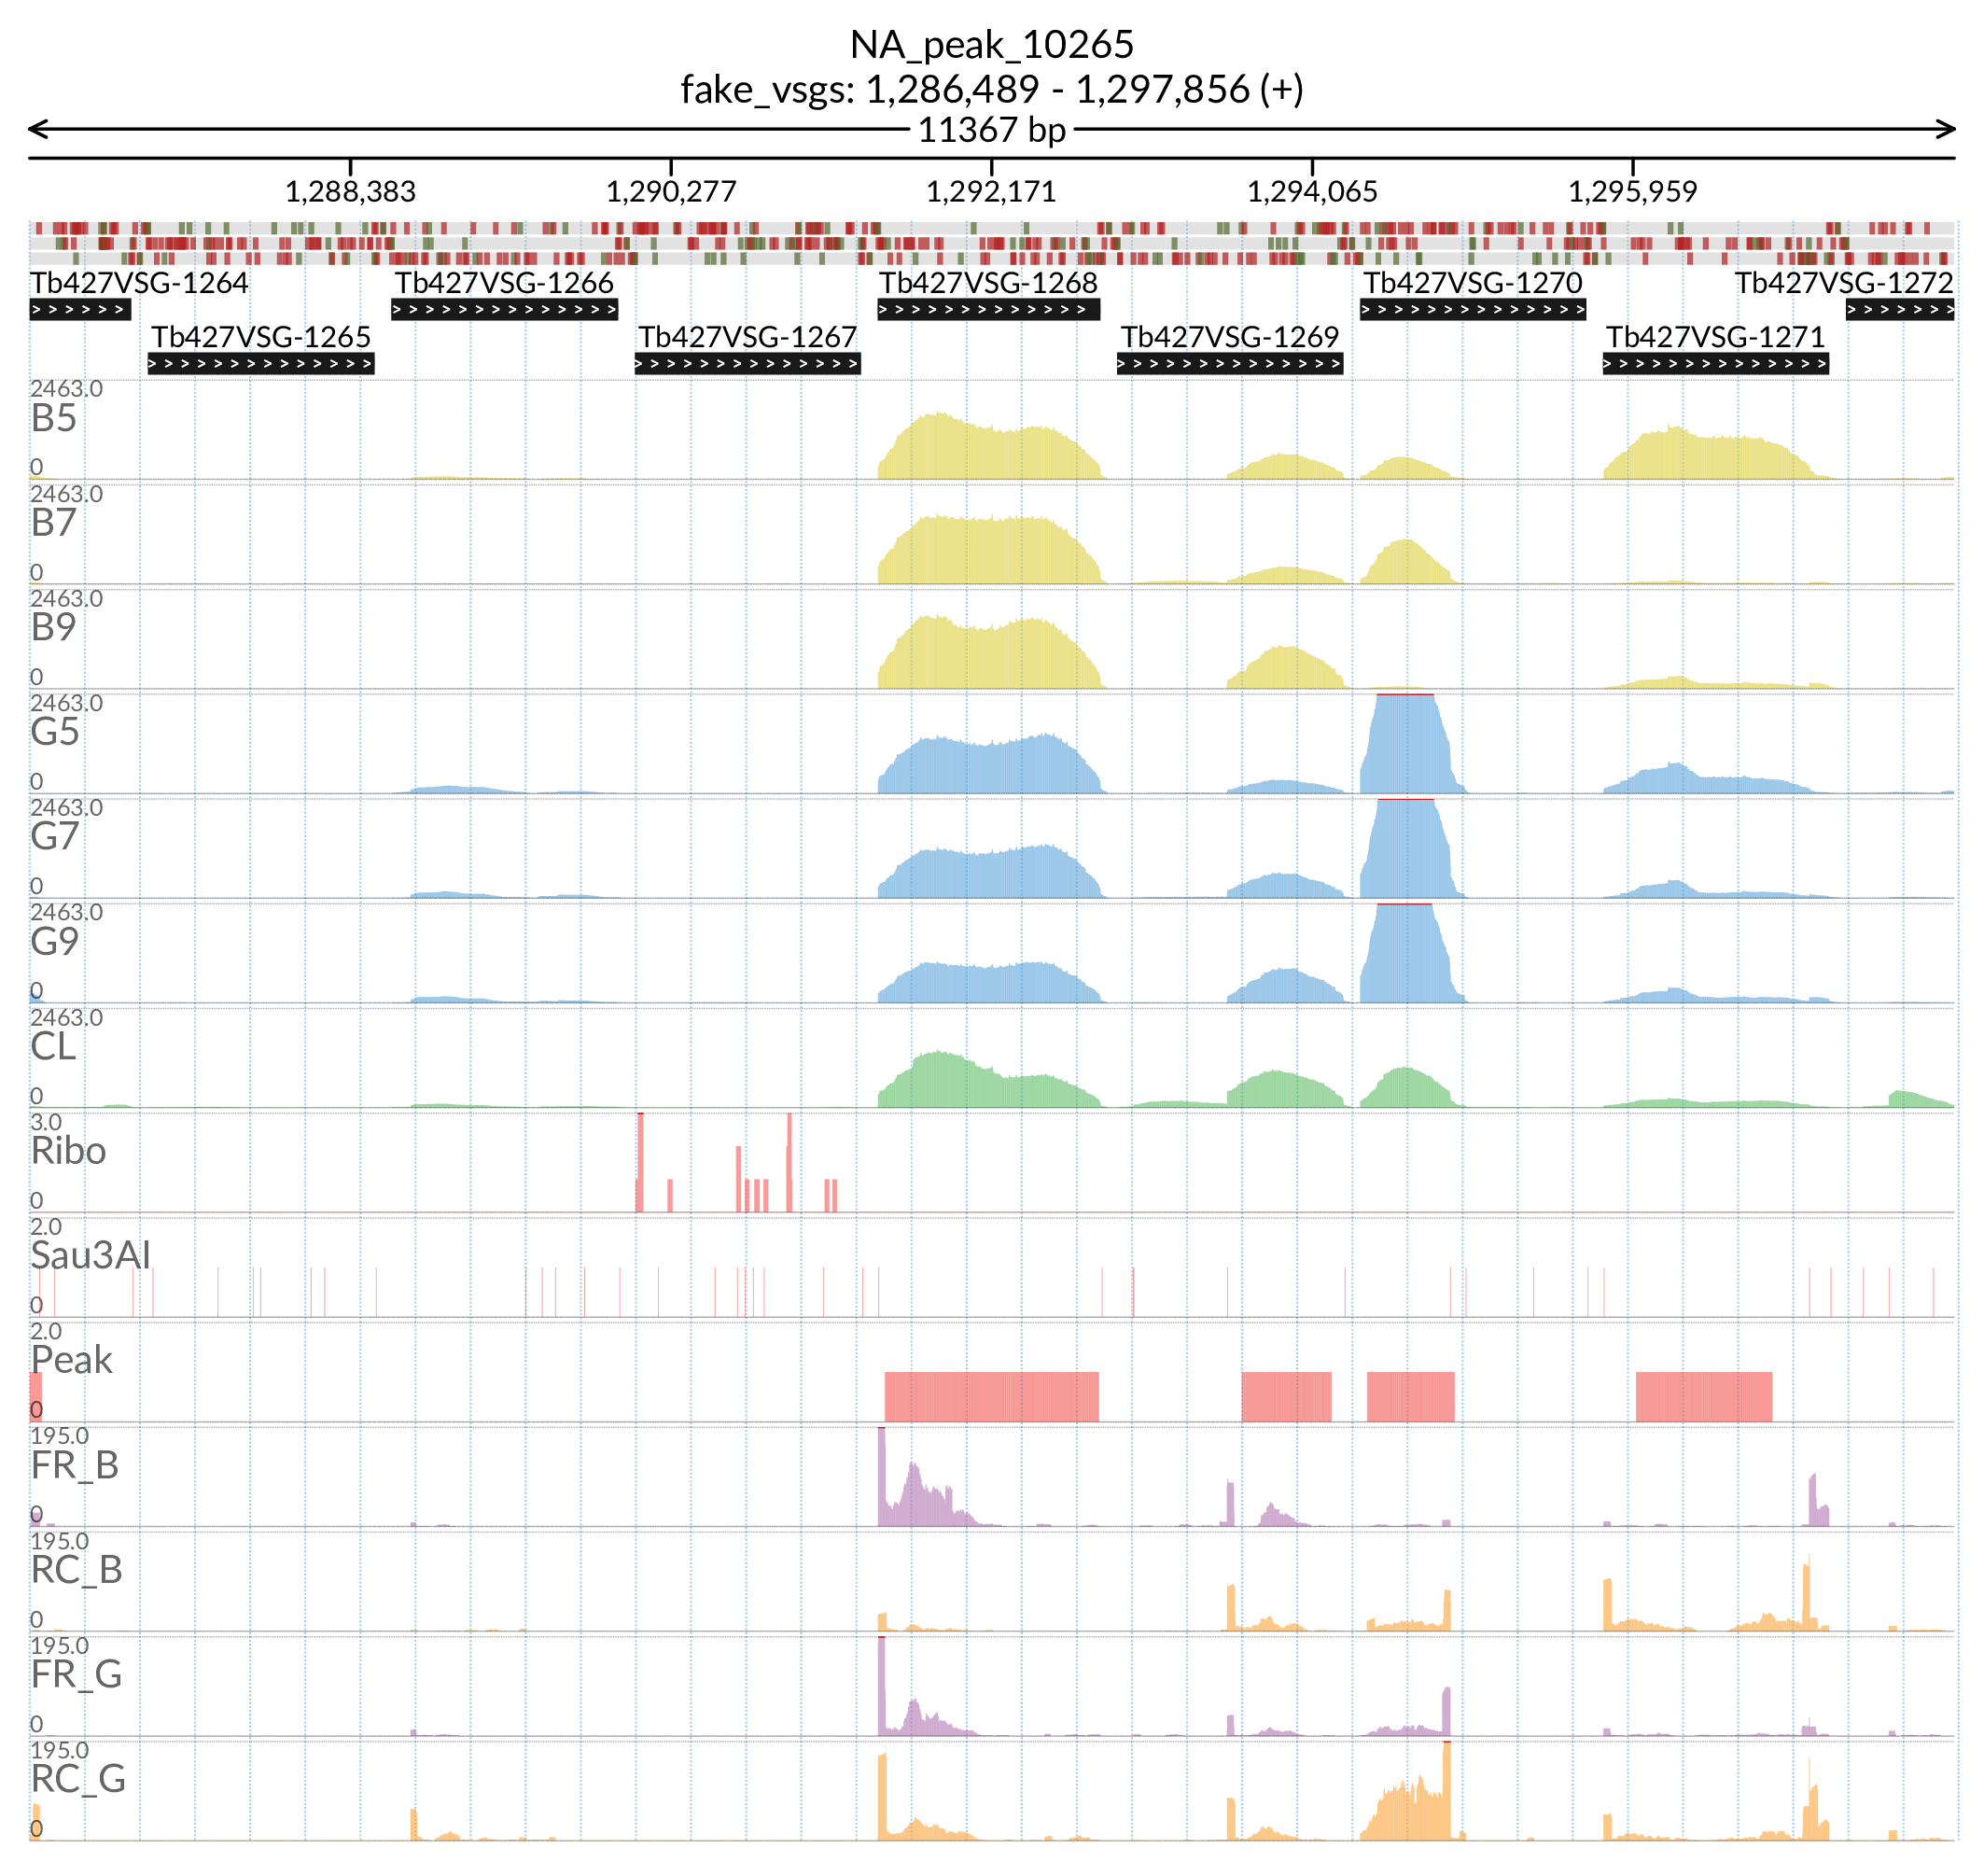 NA_peak_10265
fake_vsgs: 1,286,489 - 1,297,856 (+)
11367 bp
1,288,383 1,290,277 1,292,171 1,294,065 1,295,959
Tb427VSG-1264 Tb427VSG-1266 Tb427VSG-1268 Tb427VSG-1270 Tb427VSG-1272
Tb427VSG-1265 Tb427VSG-1267 Tb427VSG-1269 Tb427VSG-1271
2463.0
B5
0
2463.0
B7
0
2463.0
B9
0
2463.0
G5
0
2463.0
G7
0
2463.0
G9
0
2463.0
CL
0
3.0
Ribo
0
2.0
Sau3AI
0
2.0
Peak
0
195.0
FR_B
0
195.0
RC_B
0
195.0
FR_G
0
195.0
RC_G
0